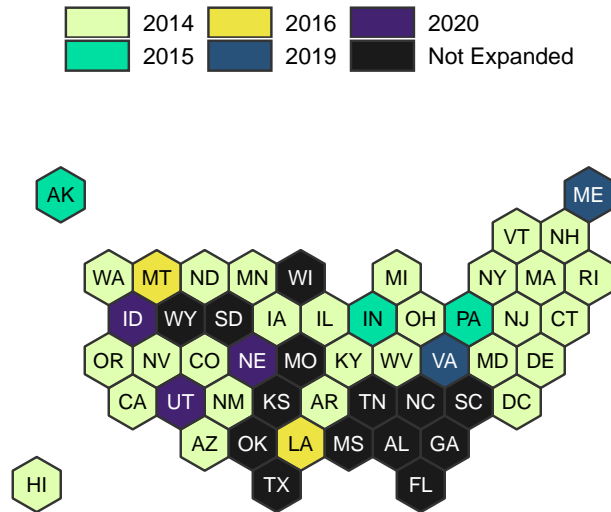 2014 2016 2020
2015 2019 Not Expanded
AK ME
VT NH
WA MT ND MN WI MI NY MA RI
ID WY SD IA IL IN OH PA NJ CT
OR NV CO NE MO KY WV VA MD DE
CA UT NM KS AR TN NC SC DC
AZ OK LA MS AL GA
HI TX FL